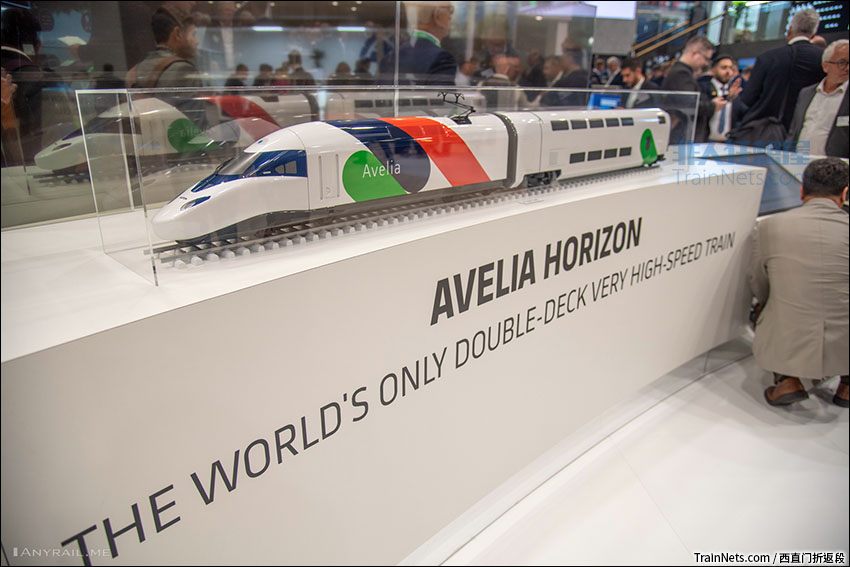 Avelia
TrainNets.com
AVELIA HORIZON
THE WORLD'S ONLY DOUBLE-DECK VERY HIGH-SPEED TRAIN
ANYRAIL.ME
TrainNets.com / 西直门折返段